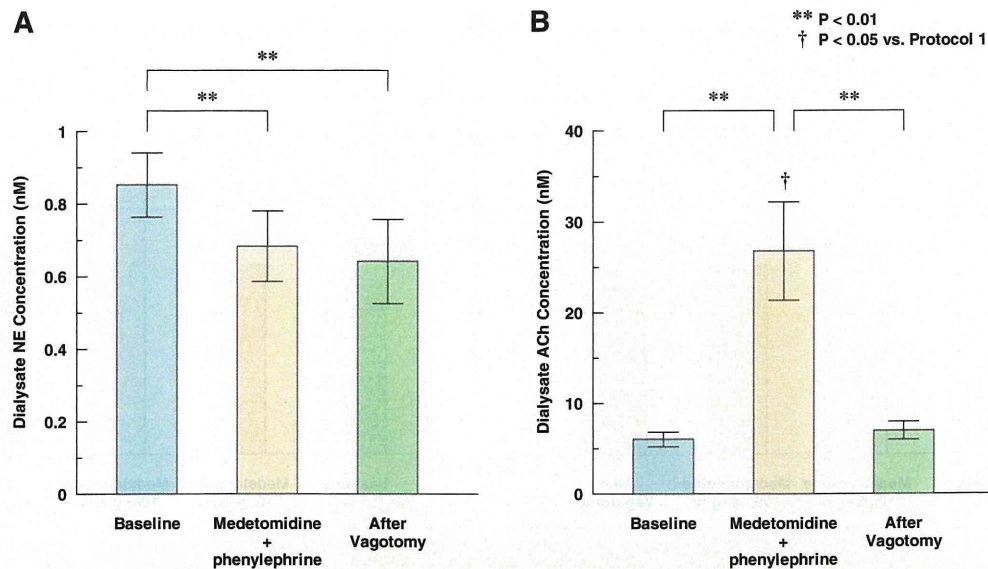 A
**
**
Dialysate NE Concentration (nM)
1
0.8
0.6
0.4
0.2
0
Baseline
Medetomidine
+
phenylephrine
After
Vagotomy
B
** P < 0.01
† P < 0.05 vs. Protocol 1
**
**
†
Dialysate ACh Concentration (nM)
40
30
20
10
0
Baseline
Medetomidine
+
phenylephrine
After
Vagotomy